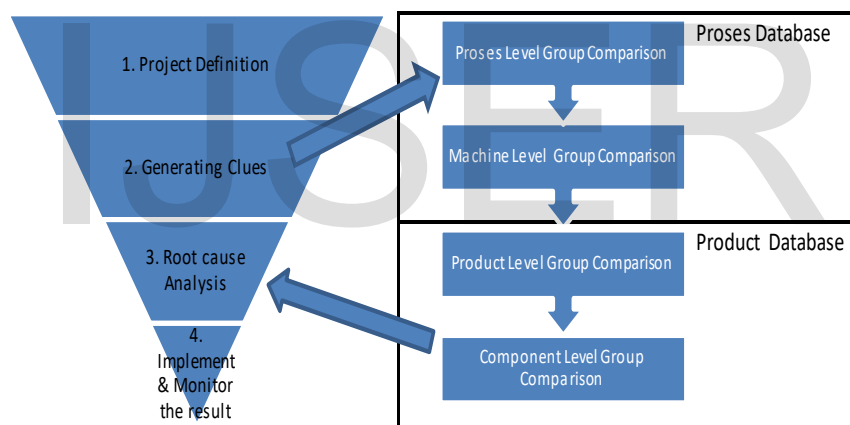 IJSER
1. Project Definition
2. Generating Clues
3. Root cause
Analysis
4.
Implement
& Monitor
the result
Proses Database
Proses Level Group Comparison
Machine Level Group Comparison
Product Database
Product Level Group Comparison
Component Level Group
Comparison